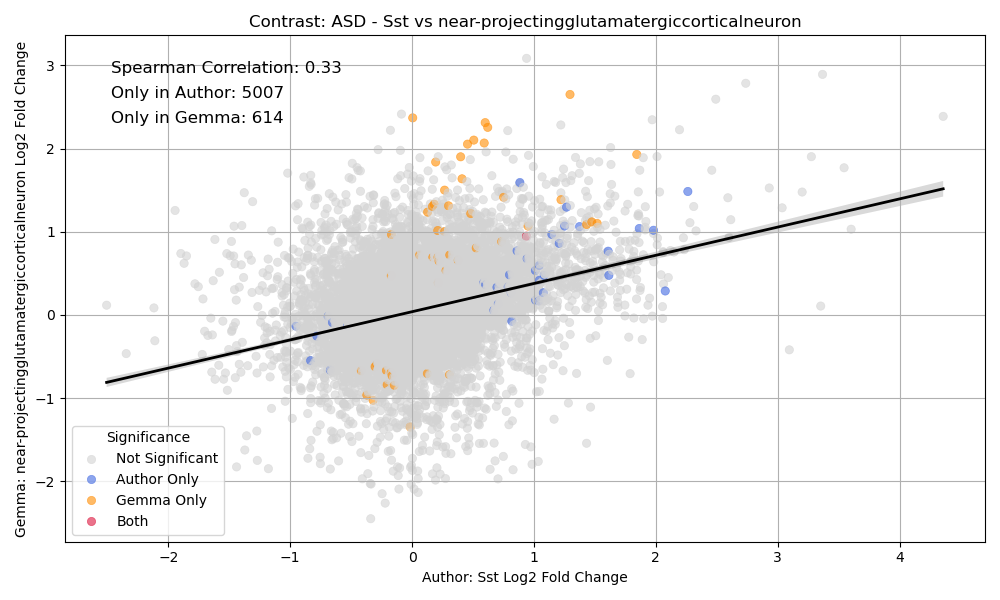 Contrast: ASD - Sst vs near-projectingglutamatergiccorticalneuron
Gemma: near-projectingglutamatergiccorticalneuron Log2 Fold Change
3
2
1
0
−1
−2
Spearman Correlation: 0.33
Only in Author: 5007
Only in Gemma: 614
Significance
Not Significant
Author Only
Gemma Only
Both
−2
−1
0
1
2
3
4
Author: Sst Log2 Fold Change